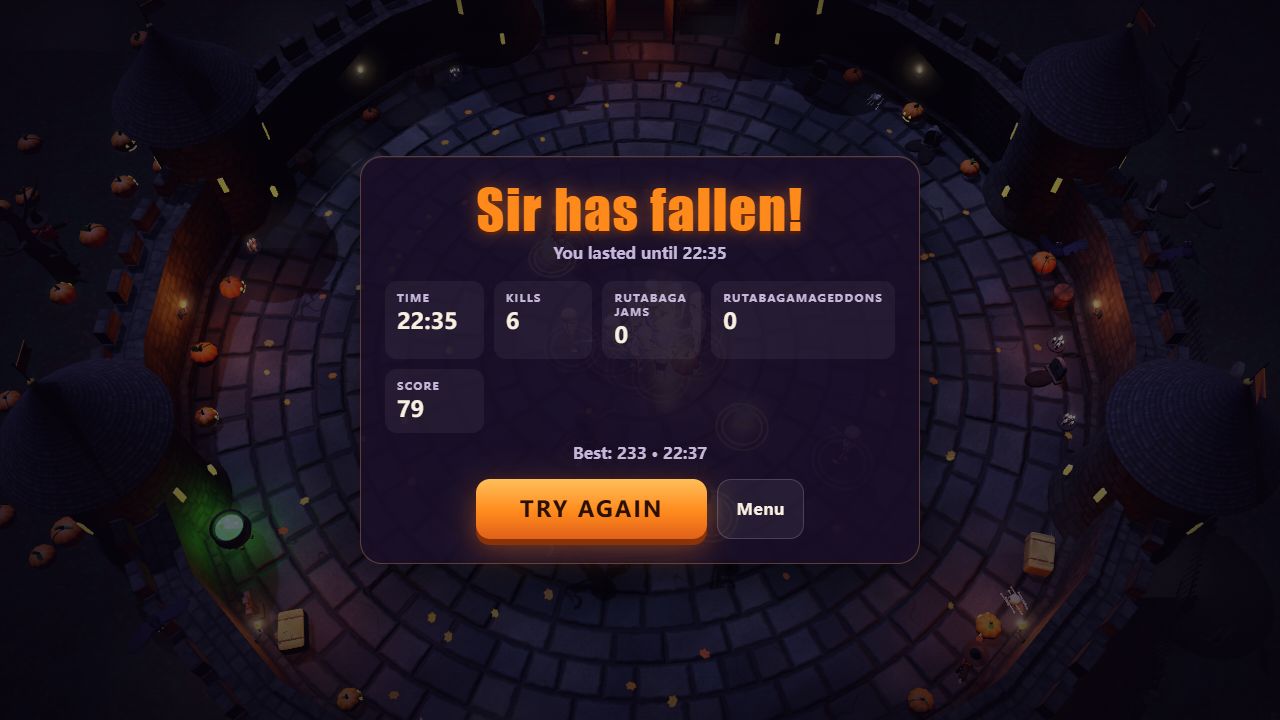 Sir has fallen!
You lasted until 22:35
TIME
22:35
KILLS
6
RUTABAGA
JAMS
0
RUTABAGAMAGEDDONS
0
SCORE
79
Best: 233 • 22:37
TRY AGAIN
Menu